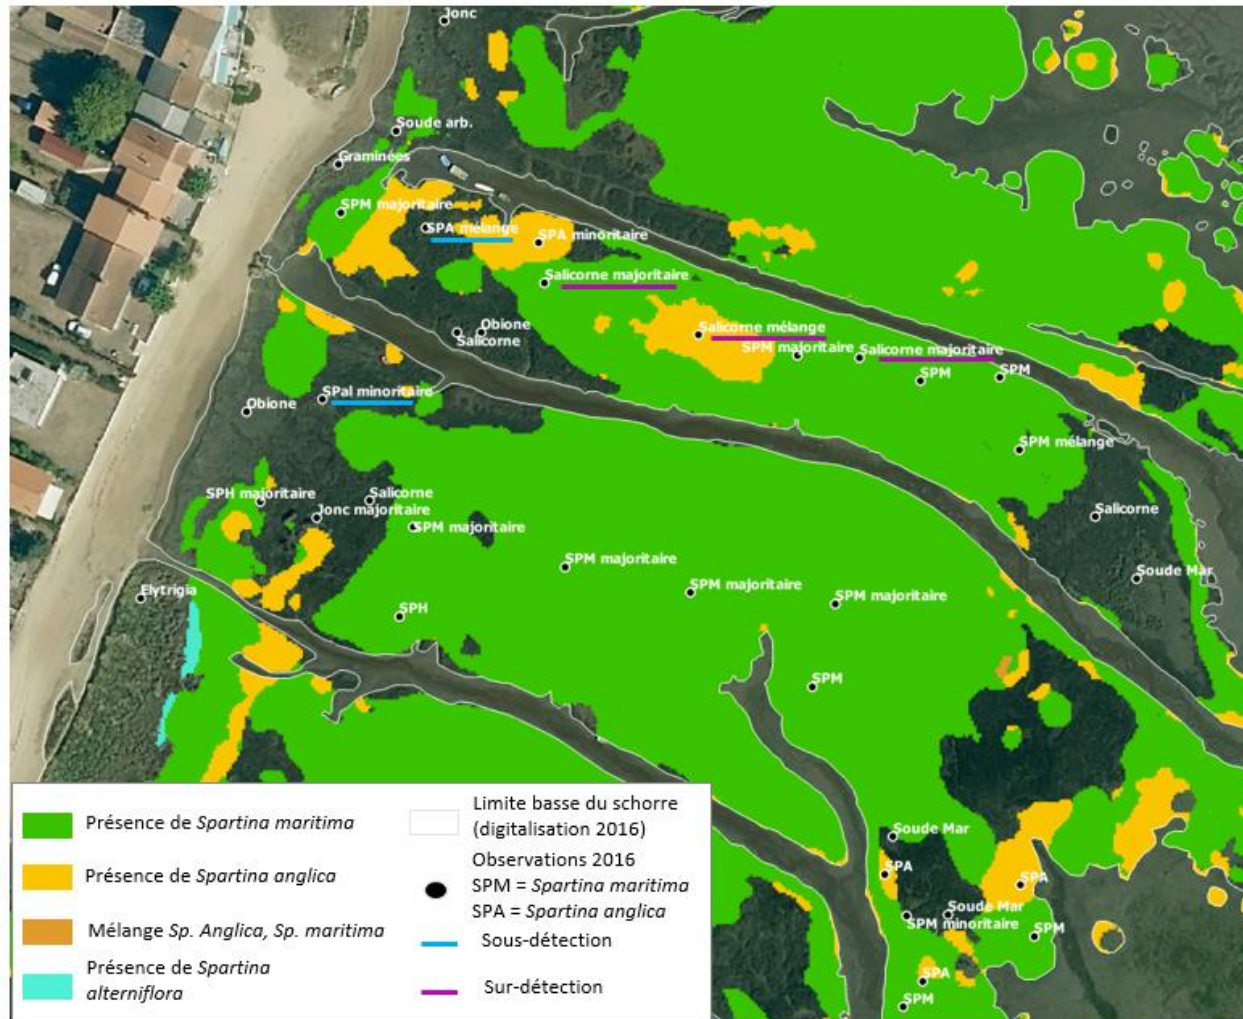 Jonc
Soude arb.
Graminées
SPM majoritaire
SPA mélange
SPA minoritaire
Salicorne majoritaire
Obione
Salicorne
Salicorne mélange
SPM majoritaire
Salicorne majoritaire
SPM
SPM
SPal minoritaire
Obione
SPM mélange
SPH majoritaire
Salicorne
Jonc majoritaire
SPM majoritaire
Salicorne
SPM majoritaire
SPM majoritaire
SPM majoritaire
Soude Mar
Elytrigia
SPH
SPM
Soude Mar
SPA
SPA
Soude Mar
SPM minoritaire
SPM
SPA
SPM
Présence de Spartina maritima
Présence de Spartina anglica
Mélange Sp. Anglica, Sp. maritima
Présence de Spartina
alterniflora
Limite basse du schorre
(digitalisation 2016)
Observations 2016
SPM = Spartina maritima
SPA = Spartina anglica
Sous-détection
Sur-détection